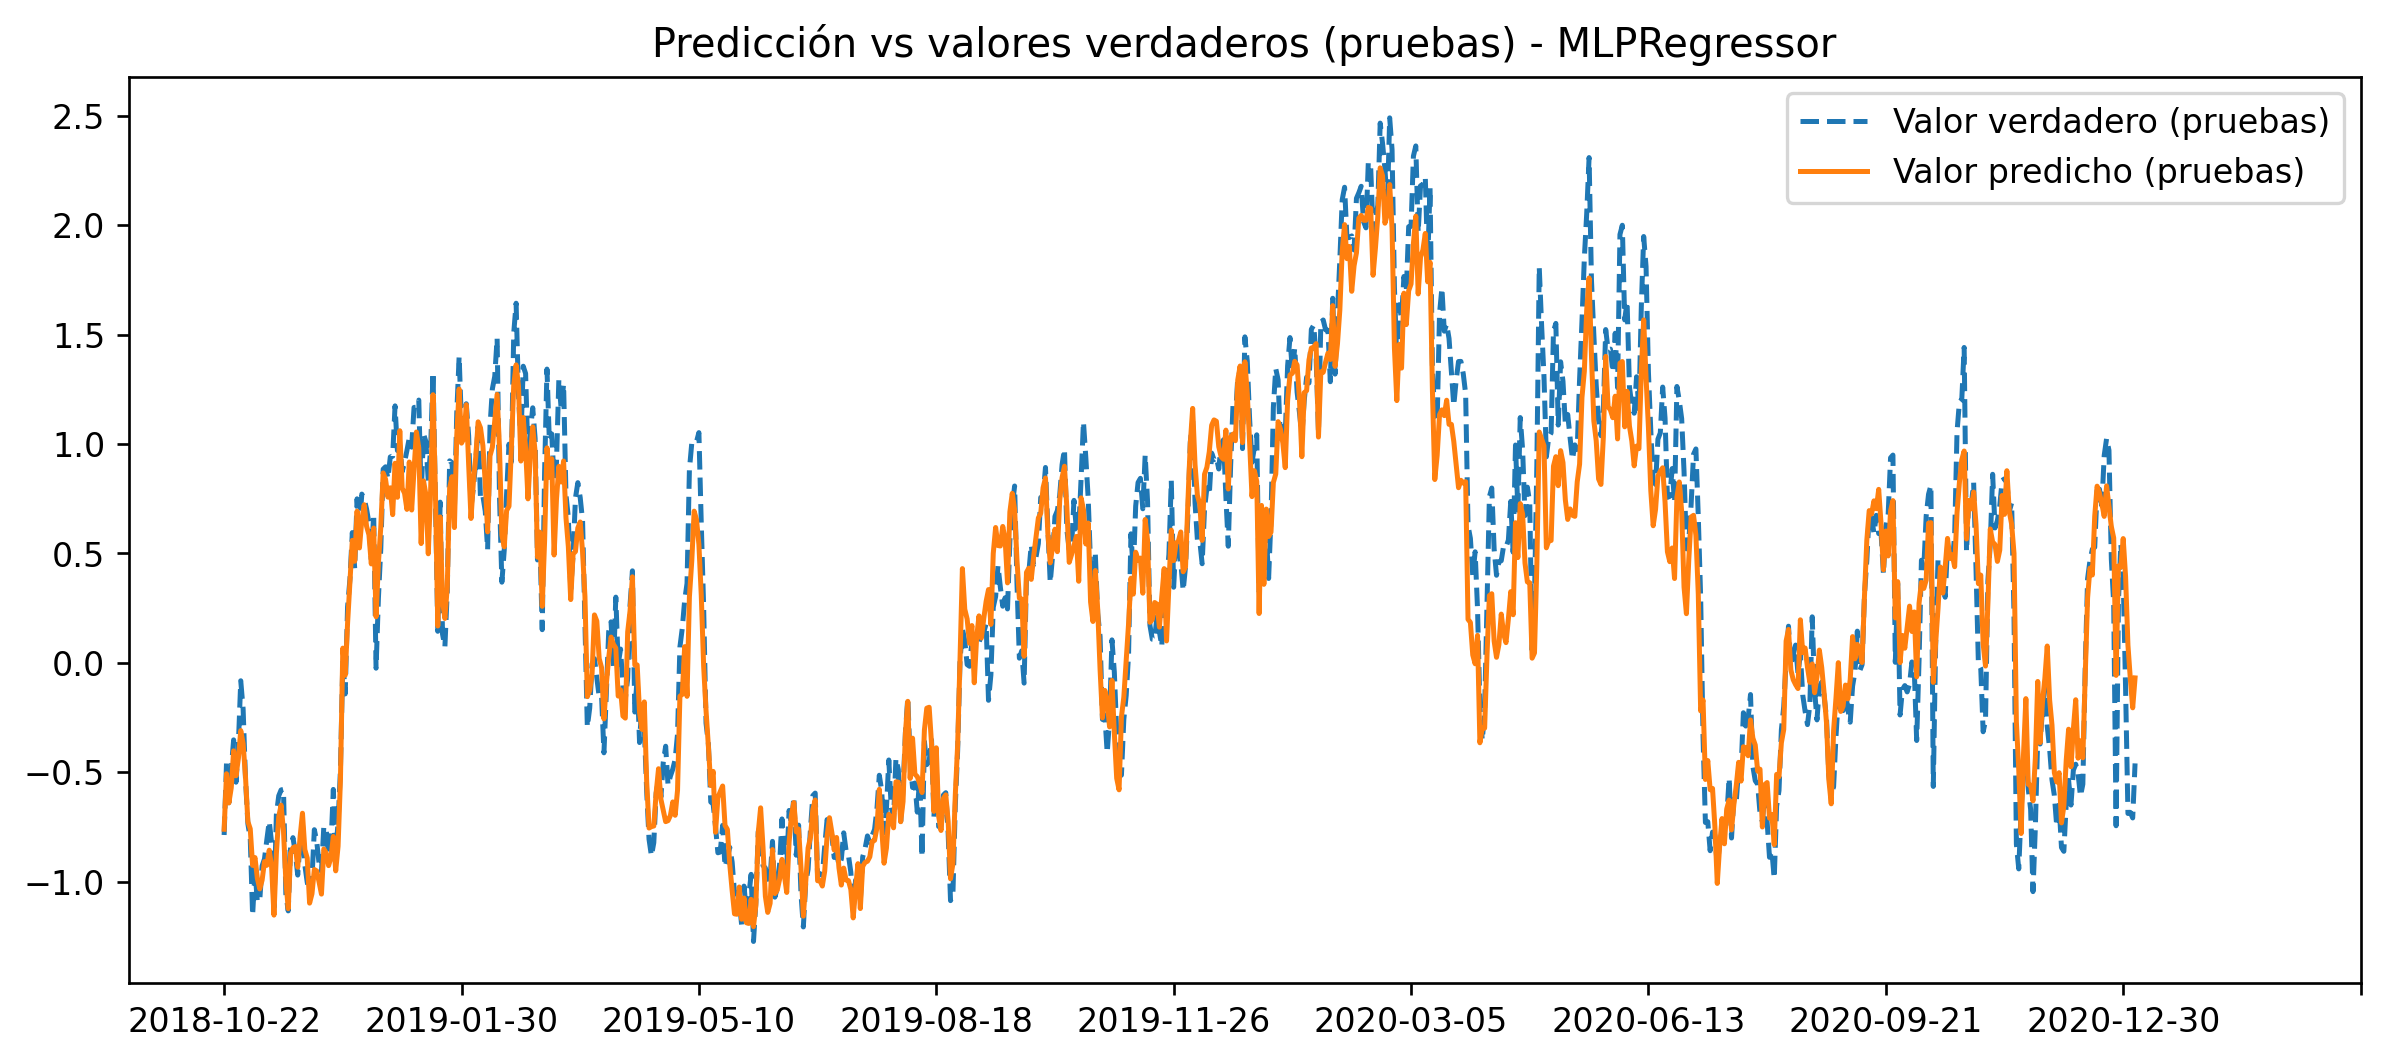 Predicción vs valores verdaderos (pruebas) - MLPRegressor
Valor verdadero (pruebas)
Valor predicho (pruebas)
2.5
2.0
1.5
1.0
0.5
0.0
−0.5
−1.0
2018-10-22 2019-01-30 2019-05-10 2019-08-18 2019-11-26 2020-03-05 2020-06-13 2020-09-21 2020-12-30